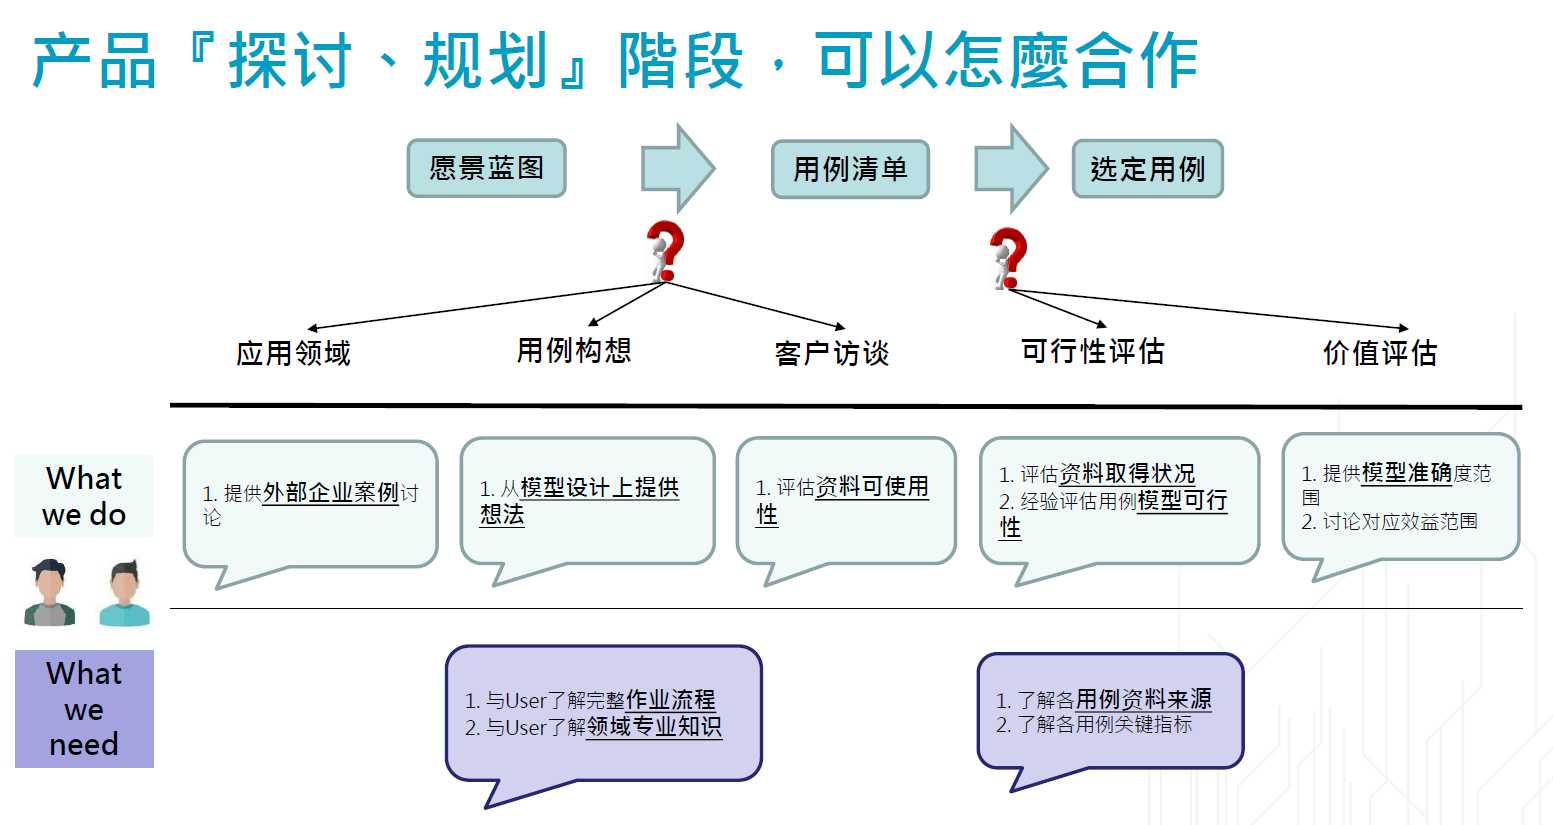 产品『探讨、规划』階段，可以怎麼合作
愿景蓝图
用例清单
选定用例
应用领域
用例构想
客户访谈
可行性评估
价值评估
What
we do
1. 提供外部企业案例讨
论
1. 从模型设计上提供
想法
1. 评估资料可使用
性
1. 评估资料取得状况
2. 经验评估用例模型可行
性
1. 提供模型准确度范
围
2. 讨论对应效益范围
What
we
need
1. 与User了解完整作业流程
2. 与User了解领域专业知识
1. 了解各用例资料来源
2. 了解各用例关键指标